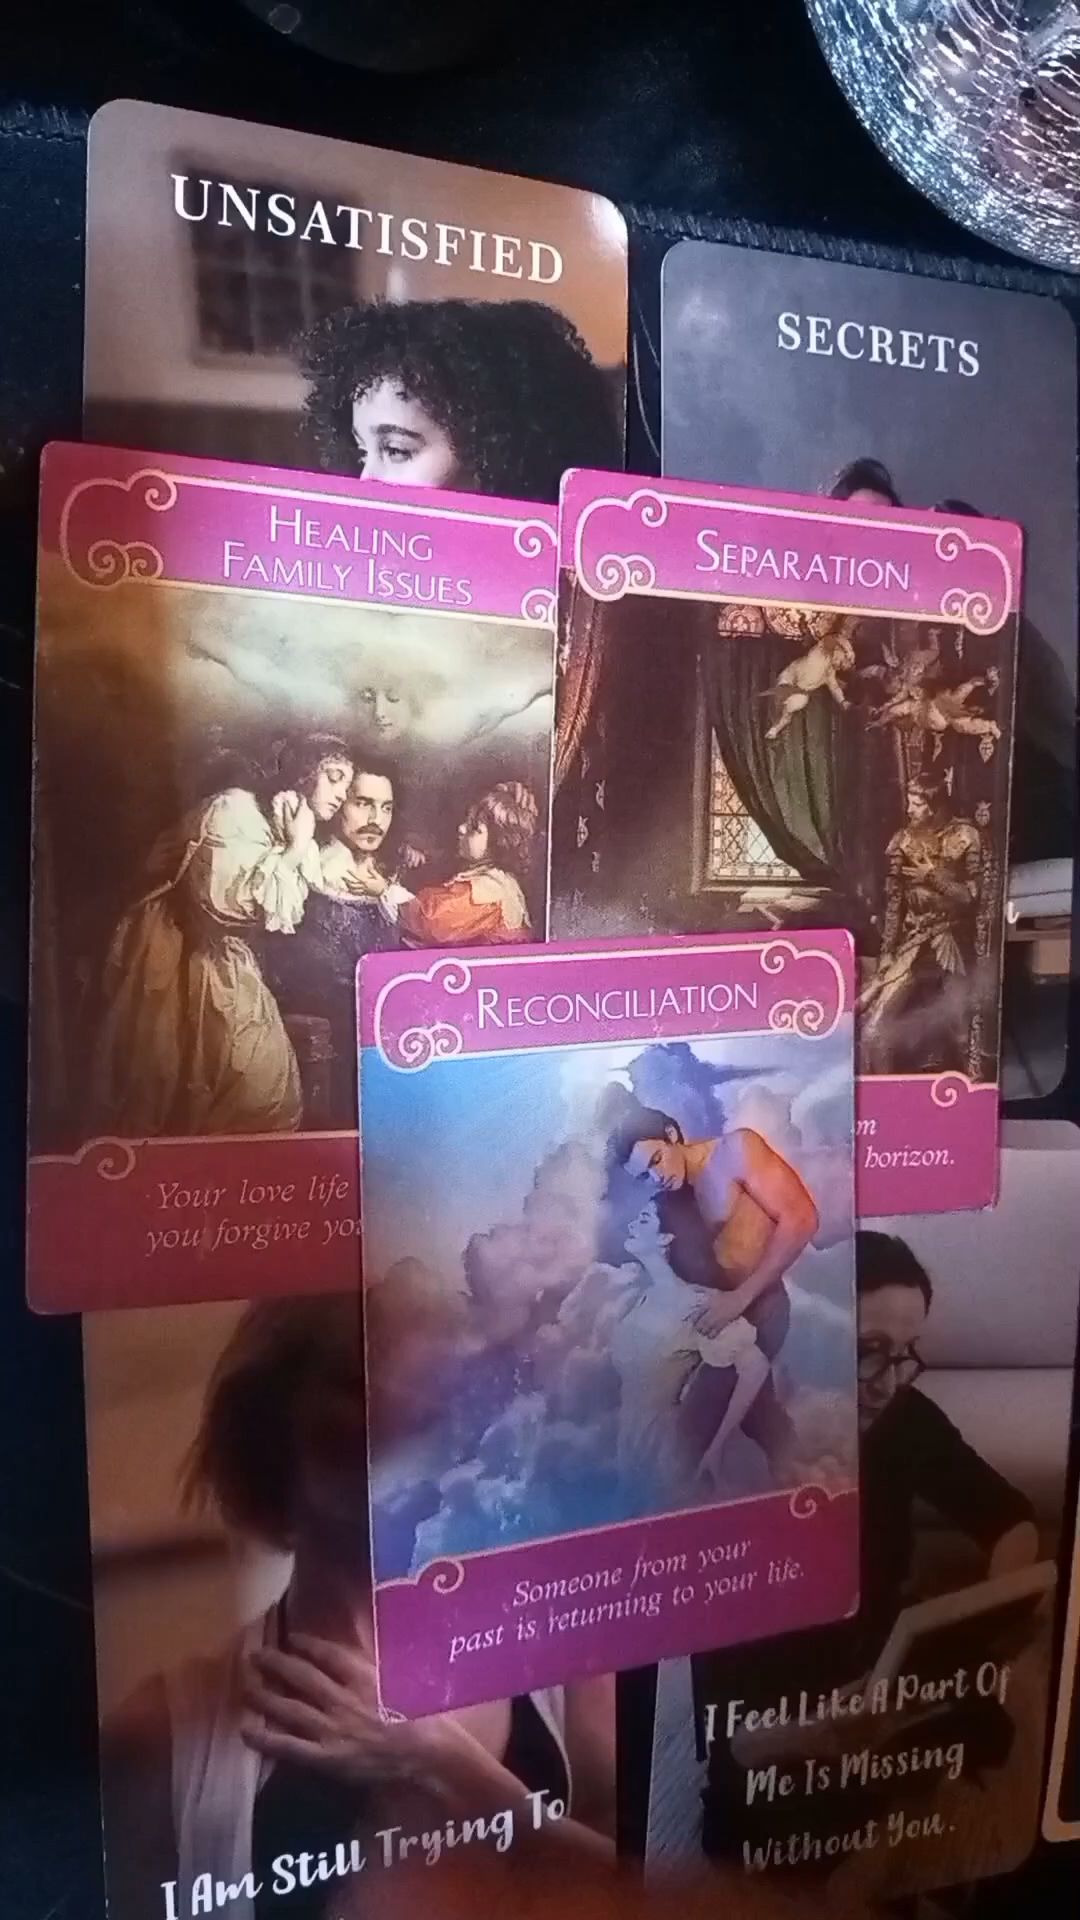 UNSATISFIED
SECRETS
HEALING
FAMILY ISSUES
Your love life
you forgive
SEPARATION
horizon.
RECONCILIATION
Someone from your
past is returning to your life.
I Am Still Trying To
I Feel Like A Part Of
Me Is Missing
Without You.